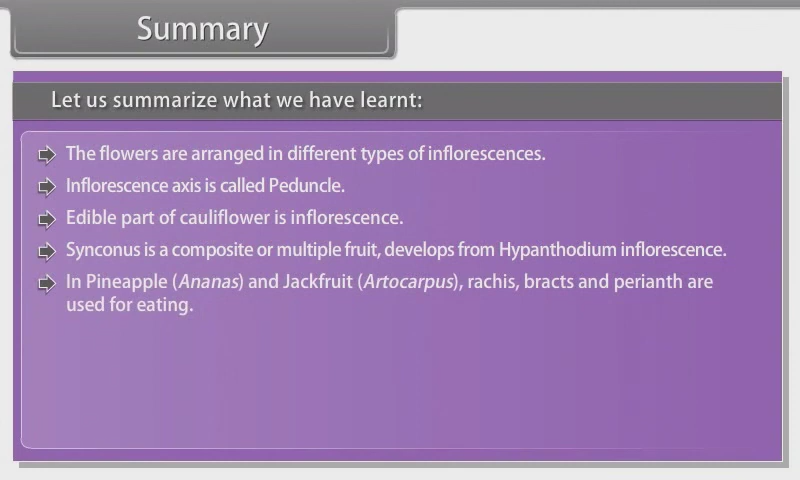 Summary
Let us summarize what we have learnt:
The flowers are arranged in different types of inflorescences.
Inflorescence axis is called Peduncle.
Edible part of cauliflower is inflorescence.
Synconus is a composite or multiple fruit, develops from Hypanthodium inflorescence.
In Pineapple (Ananas) and Jackfruit (Artocarpus), rachis, bracts and perianth are
used for eating.